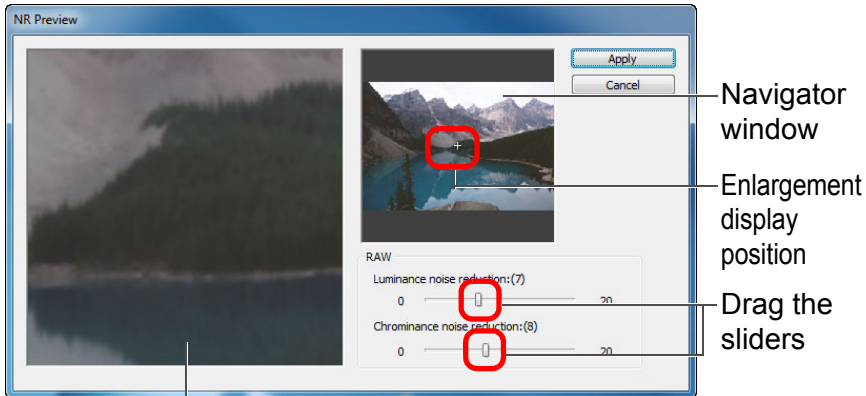 NR Preview
Apply
Cancel
Navigator
window
Enlargement
display
position
RAW
Luminance noise reduction:(7)
0 20
Drag the
sliders
Chrominance noise reduction:(8)
0 20